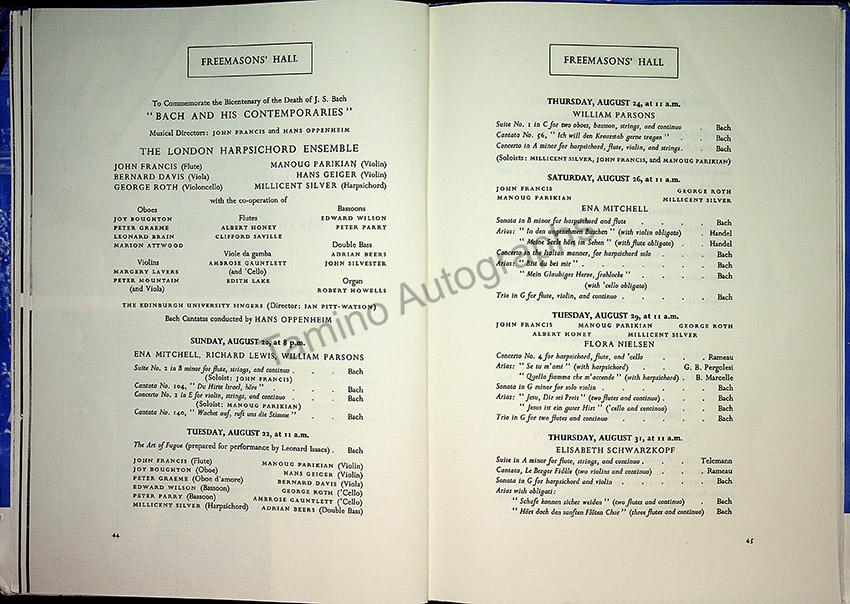 FREEMASONS' HALL
To Commemorate the Bicentenary of the Death of J. S. Bach
"BACH AND HIS CONTEMPORARIES"
Musical Directors: JOHN FRANCIS and HANS OPPENHEIM
THE LONDON HARPSICHORD ENSEMBLE
JOHN FRANCIS (Flute) MANOUG PARIKIAN (Violin)
BERNARD DAVIS (Viola) HANS GEIGER (Violin)
GEORGE ROTH (Violoncello) MILLICENT SILVER (Harpsichord)
with the co-operation of
Oboes
JOY BOUGHTON
PETER GRAEME
LEONARD BRAIN
MARION ATTWOOD
Violins
MARGERY LAVERS
PETER MOUNTAIN
(and Viola)
Flutes
ALBERT HONEY
CLIFFORD SAVILLE
Viole da gamba
AMBROSE GAUNTLETT
(and 'Cello)
EDITH LAKE
Bassoons
EDWARD WILSON
PETER PARRY
Double Bass
ADRIAN BEERS
JOHN SILVESTER
Organ
ROBERT HOWELLS
THE EDINBURGH UNIVERSITY SINGERS (Director: IAN PITT-WATSON)
Bach Cantatas conducted by HANS OPPENHEIM
SUNDAY, AUGUST 20, at 8 p.m.
ENA MITCHELL, RICHARD LEWIS, WILLIAM PARSONS
Suite No. 2 in B minor for flute, strings, and continuo . . . Bach
(Soloist: JOHN FRANCIS)
Cantata No. 104, "Du Hirte Israel, höre" . . . Bach
Concerto No. 2 in E for violin, strings, and continuo . . . Bach
(Soloist: MANOUG PARIKIAN)
Cantata No. 140, "Wachet auf, ruft uns die Stimme" . . . Bach
TUESDAY, AUGUST 22, at 11 a.m.
The Art of Fugue (prepared for performance by Leonard Isaacs) . Bach
JOHN FRANCIS (Flute) MANOUG PARIKIAN (Violin)
JOY BOUGHTON (Oboe) HANS GEIGER (Violin)
PETER GRAEME (Oboe d'amore) BERNARD DAVIS (Viola)
EDWARD WILSON (Bassoon) GEORGE ROTH ('Cello)
PETER PARRY (Bassoon) AMBROSE GAUNTLETT ('Cello)
MILLICENT SILVER (Harpsichord) ADRIAN BEERS (Double Bass)
44
FREEMASONS' HALL
THURSDAY, AUGUST 24, at 11 a.m.
WILLIAM PARSONS
Suite No. 1 in C for two oboes, bassoon, strings, and continuo . Bach
Cantata No. 56, "Ich will den Kreuzstab gerne tragen" . . Bach
Concerto in A minor for harpsichord, flute, violin, and strings . Bach
(Soloists: MILLICENT SILVER, JOHN FRANCIS, and MANOUG PARIKIAN)
SATURDAY, AUGUST 26, at 11 a.m.
JOHN FRANCIS GEORGE ROTH
MANOUG PARIKIAN MILLICENT SILVER
ENA MITCHELL
Sonata in B minor for harpsichord and flute . . . . Bach
Arias: "In den angenehmen Büschen" (with violin obligato) . Handel
"Meine Seele hört im Sehen" (with flute obligato) . Handel
Concerto in the Italian manner, for harpsichord solo . . Bach
Arias: "Bist du bei mir" . . . . Bach
"Mein Glaubiges Herze, frohlocke" . . . Bach
(with 'cello obligato)
Trio in G for flute, violin, and continuo . . . . Bach
TUESDAY, AUGUST 29, at 11 a.m.
JOHN FRANCIS MANOUG PARIKIAN GEORGE ROTH
ALBERT HONEY MILLICENT SILVER
FLORA NIELSEN
Concerto No. 4 for harpsichord, flute, and 'cello . . Rameau
Arias: "Se tu m'ami" (with harpsichord) . G. B. Pergolesi
"Quella fiamma che m'accende" (with harpsichord) . B. Marcelle
Sonata in G minor for solo violin . . . . Bach
Arias: "Jesu, Dir sei Preis" (two flutes and continuo) . . Bach
"Jesus ist ein guter Hirt" ('cello and continuo) . Bach
Trio in G for two flutes and continuo . . . . Bach
THURSDAY, AUGUST 31, at 11 a.m.
ELISABETH SCHWARZKOPF
Suite in A minor for flute, strings, and continuo . . . Telemann
Cantata, Le Berger Fidèle (two violins and continuo) . . Rameau
Sonata in G for harpsichord and violin . . . . Bach
Arias with obligati:
"Schafe konnen sicher weiden" (two flutes and continuo) . Bach
"Hört doch den sanften Flöten Chor" (three flutes and continuo) Bach
45
Tamino Autographs